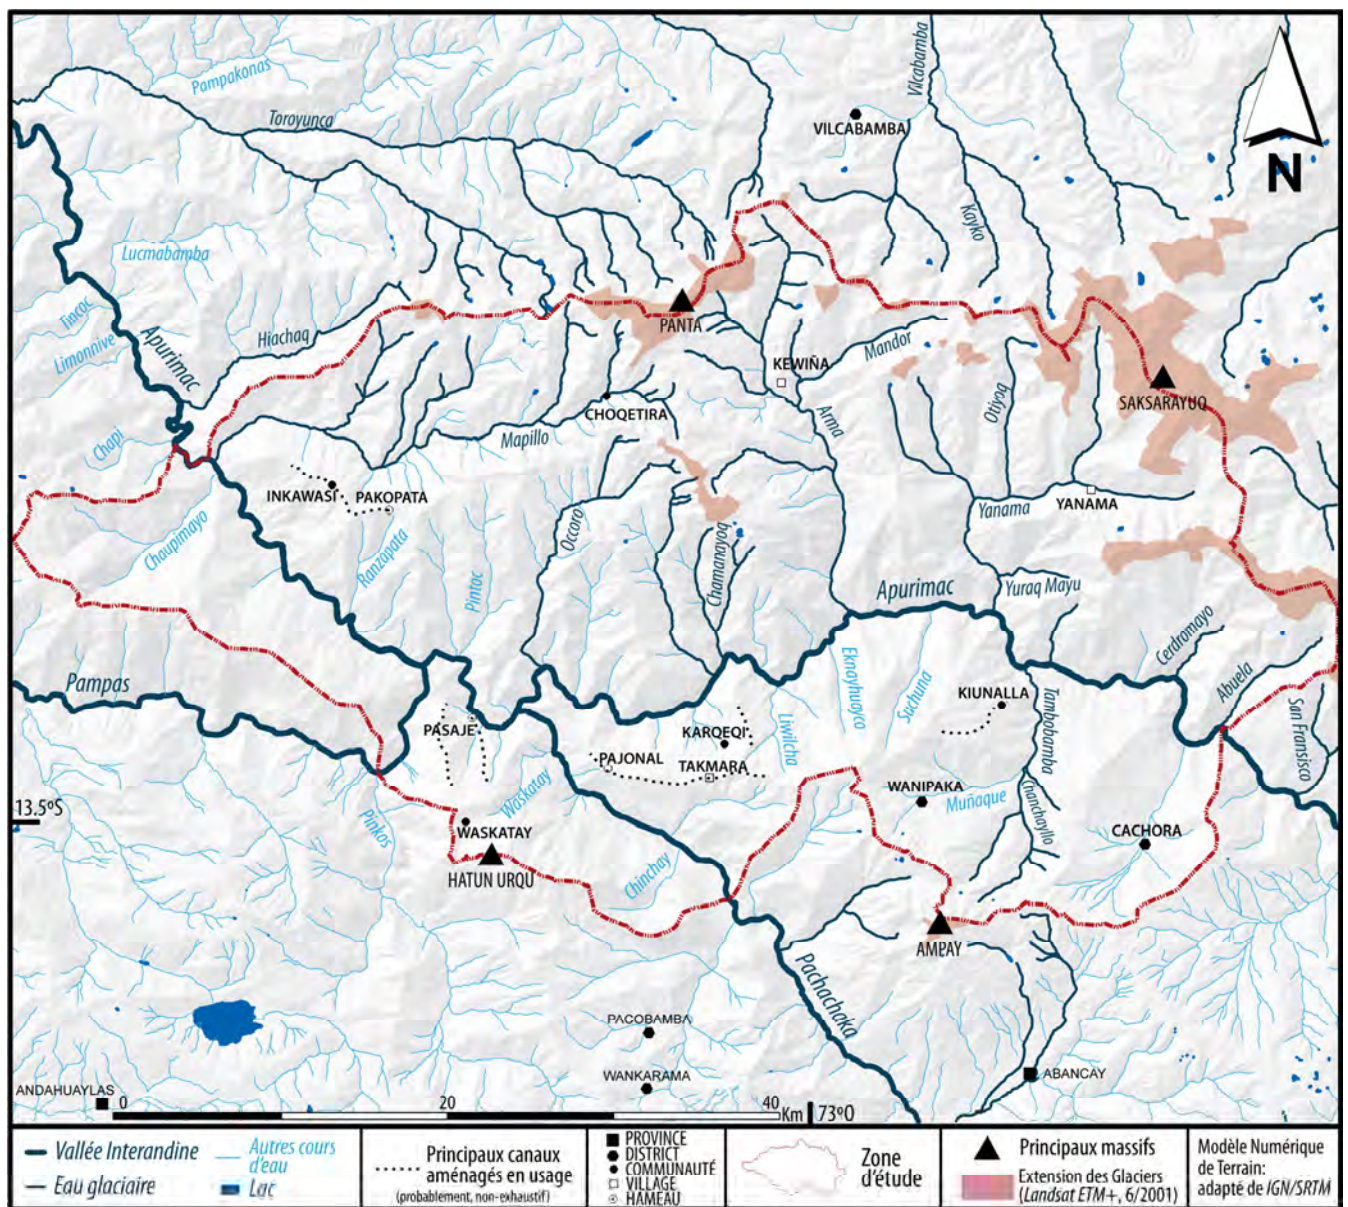 Pampakonas
Toroyunca
Vilcabamba
VILCABAMBA
N
Kayko
Lucmabamba
Tincoc
Limonnive
Apurimac
Hiachaq
PANTA
Mandor
KEWIÑA
Otiyoq
SAKSARAYUQ
CHOQETIRA
Arma
Mapillo
Chapi
INKAWASI
PAKOPATA
Yanama
YANAMA
Chaupimayo
Ranzapata
Occoro
Chamanayoq
Pintoc
Apurimac
Yuraq Mayu
Cerdromayo
Pampas
Eknayhuayco
Suchuna
KIUNALLA
Tambobamba
Abuela
San Fransisco
PASAJE
KARQEQI
Liwilcha
PAJONAL
TAKMARA
Waskatay
WANIPAKA
Muñaque
13.5ºS
Pinkos
WASKATAY
CACHORA
HATUN URQU
Chinchay
AMPAY
Pachachaka
PACOBAMBA
WANKARAMA
ABANCAY
ANDAHUAYLAS
0 20 40 Km 73ºO
Vallée Interandine
Eau glaciaire
Autres cours
d'eau
Lac
Principaux canaux
aménagés en usage
(probablement, non-exhaustif)
PROVINCE
DISTRICT
COMMUNAUTÉ
VILLAGE
HAMEAU
Zone
d'étude
Principaux massifs
Extension des Glaciers
(Landsat ETM+, 6/2001)
Modèle Numérique
de Terrain:
adapté de IGN/SRTM